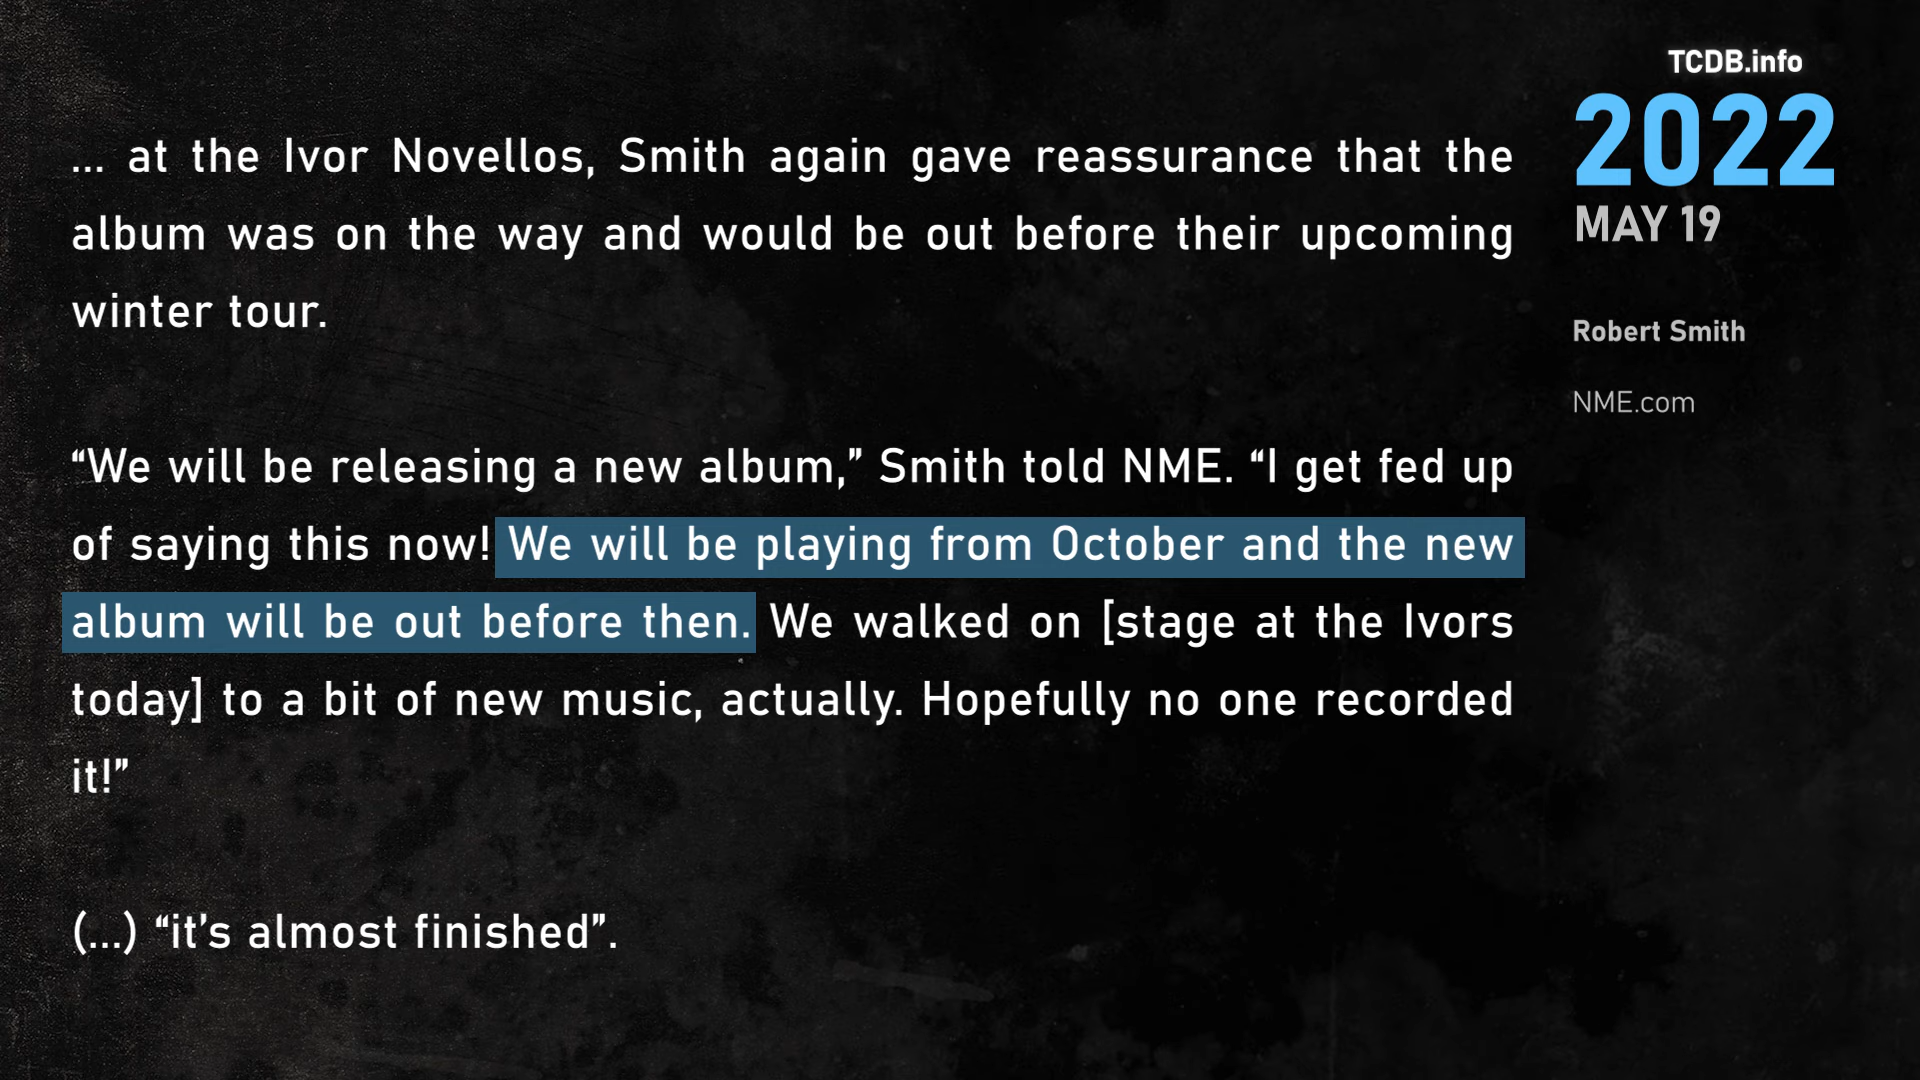 ... at the Ivor Novellos, Smith again gave reassurance that the
album was on the way and would be out before their upcoming
winter tour.
“We will be releasing a new album,” Smith told NME. “I get fed up
of saying this now! We will be playing from October and the new
album will be out before then. We walked on [stage at the Ivors
today] to a bit of new music, actually. Hopefully no one recorded
it!”
(...) “it’s almost finished”.
TCDB.info
2022
MAY 19
Robert Smith
NME.com